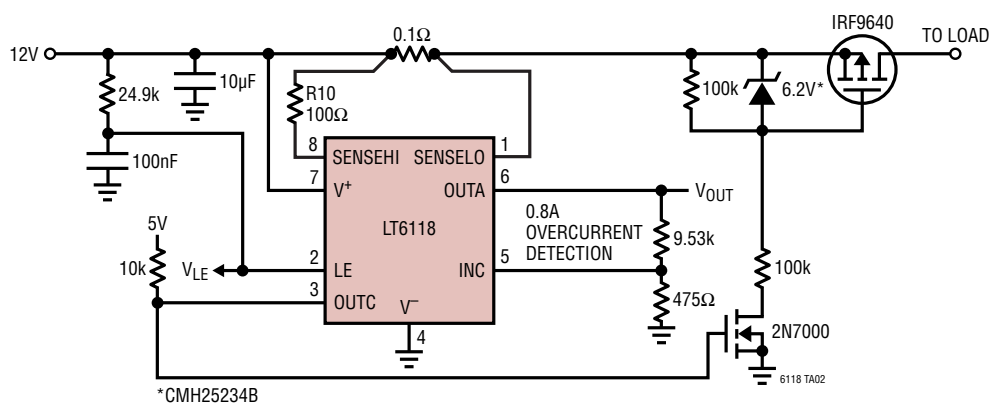 IRF9640
0.1Ω
TO LOAD
12V
24.9k
10µF
R10
100Ω
100k
6.2V*
100nF
8
SENSEHI
SENSELO
1
7
V+
OUTA
6
VOUT
LT6118
0.8A
OVERCURRENT
DETECTION
9.53k
5V
10k
VLE
2
LE
INC
5
100k
3
OUTC
V–
475Ω
4
2N7000
6118 TA02
*CMH25234B